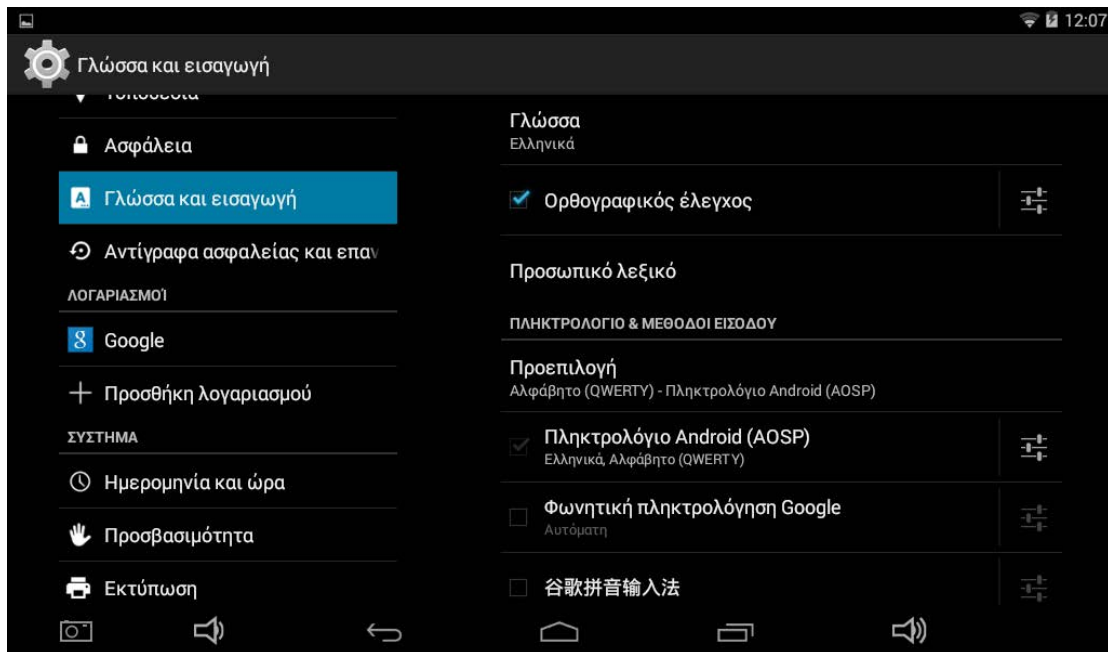 12:07
Γλώσσα και εισαγωγή
Τοποθεσία
Ασφάλεια
Γλώσσα και εισαγωγή
Αντίγραφα ασφαλείας και επαν
ΛΟΓΑΡΙΑΣΜΟΊ
Google
Προσθήκη λογαριασμού
ΣΥΣΤΗΜΑ
Ημερομηνία και ώρα
Προσβασιμότητα
Εκτύπωση
Γλώσσα
Ελληνικά
Ορθογραφικός έλεγχος
Προσωπικό λεξικό
ΠΛΗΚΤΡΟΛΟΓΙΟ & ΜΕΘΟΔΟΙ ΕΙΣΟΔΟΥ
Προεπιλογή
Αλφάβητο (QWERTY) - Πληκτρολόγιο Android (AOSP)
Πληκτρολόγιο Android (AOSP)
Ελληνικά, Αλφάβητο (QWERTY)
Φωνητική πληκτρολόγηση Google
Αυτόματη
谷歌拼音输入法